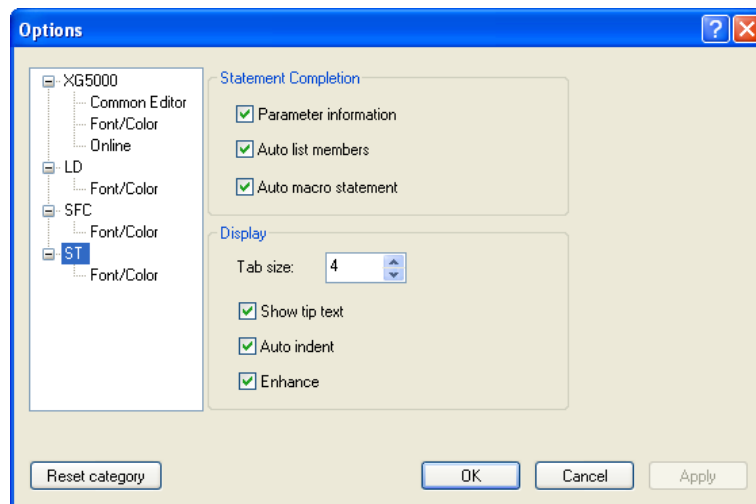 Options
XG5000
Common Editor
Font/Color
Online
LD
Font/Color
SFC
Font/Color
ST
Font/Color
Statement Completion
Parameter information
Auto list members
Auto macro statement
Display
Tab size: 4
Show tip text
Auto indent
Enhance
Reset category
OK
Cancel
Apply